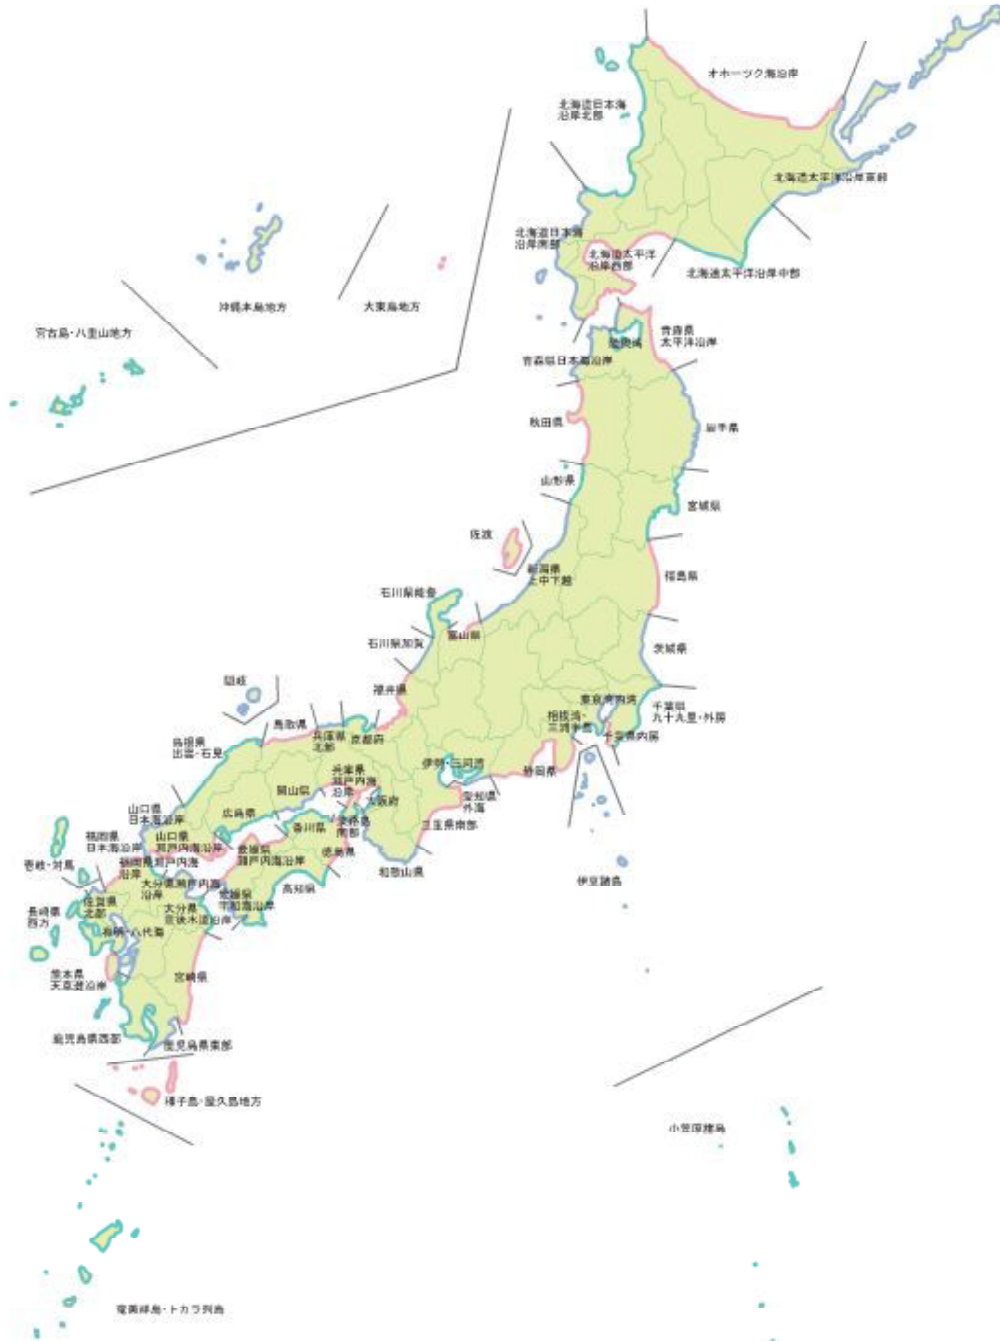 オホーツク海沿岸
北海道日本海
沿岸北部
北海道太平洋沿岸東部
北海道日本海
沿岸南部
北海道太平洋
沿岸西部
北海道太平洋沿岸中部
沖縄本島地方
大東島地方
宮古島・八重山地方
青森県
太平洋沿岸
陸奥湾
青森県日本海沿岸
秋田県
岩手県
山形県
宮城県
佐渡
新潟県
上中下越
福島県
石川県能登
富山県
石川県加賀
茨城県
隠岐
福井県
東京湾内湾
千葉県
九十九里・外房
相模湾・
三浦半島
千葉県内房
鳥取県
兵庫県
北部
京都府
島根県
出雲・石見
伊勢・三河湾
静岡県
兵庫県
瀬戸内海
沿岸
岡山県
大阪府
愛知県
外海
山口県
日本海沿岸
広島県
淡路島
南部
三重県南部
香川県
福岡県
日本海沿岸
山口県
瀬戸内海沿岸
愛媛県
瀬戸内海沿岸
徳島県
壱岐・対馬
福岡県瀬戸内海
沿岸
和歌山県
大分県瀬戸内海
沿岸
高知県
伊豆諸島
佐賀県
北部
愛媛県
宇和海沿岸
長崎県
西方
大分県
豊後水道沿岸
有明・八代海
熊本県
天草灘沿岸
宮崎県
鹿児島県西部
鹿児島県東部
種子島・屋久島地方
小笠原諸島
奄美群島・トカラ列島